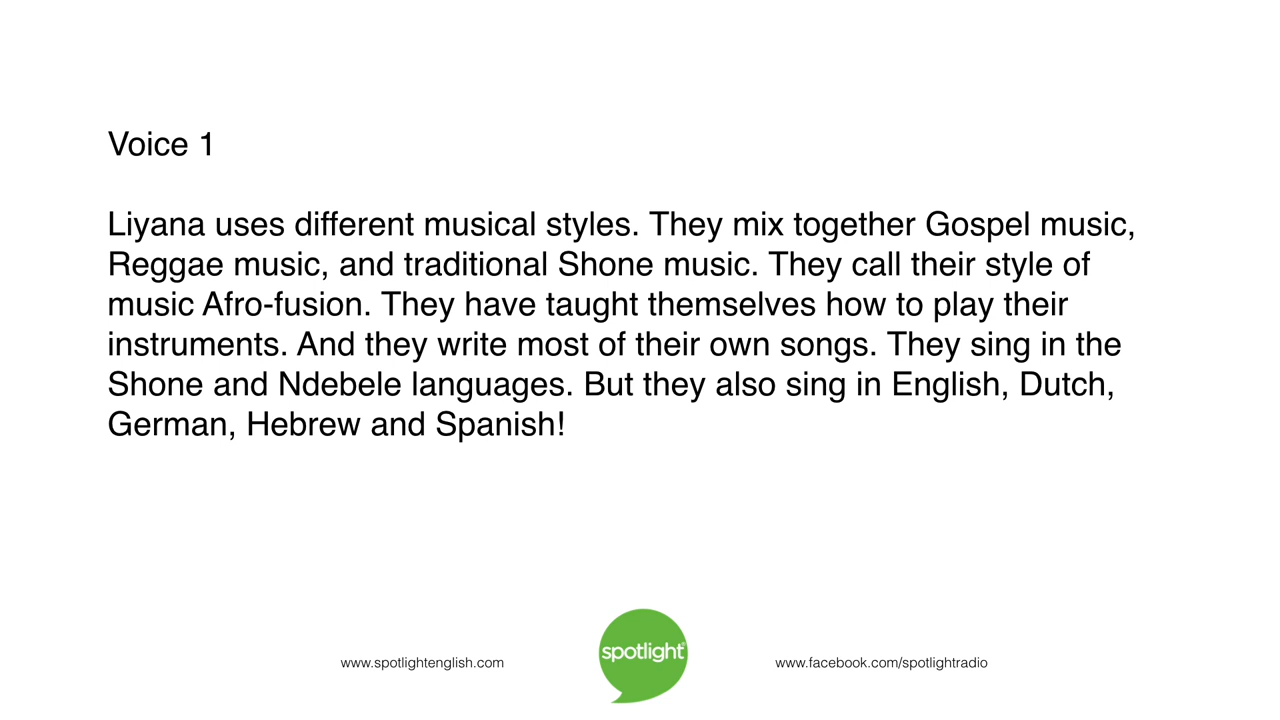 Voice 1
Liyana uses different musical styles. They mix together Gospel music,
Reggae music, and traditional Shone music. They call their style of
music Afro-fusion. They have taught themselves how to play their
instruments. And they write most of their own songs. They sing in the
Shone and Ndebele languages. But they also sing in English, Dutch,
German, Hebrew and Spanish!
www.spotlightenglish.com
spotlight®
www.facebook.com/spotlightradio